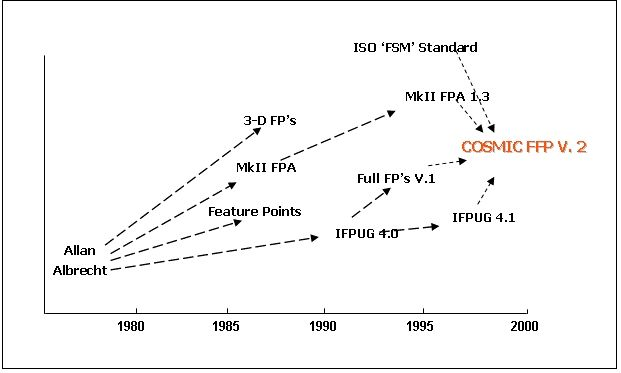 ISO ‘FSM’ Standard
MkII FPA 1.3
3-D FP's
COSMIC FFP V. 2
MkII FPA
Full FP's V.1
Feature Points
IFPUG 4.1
IFPUG 4.0
Allan
Albrecht
1980 1985 1990 1995 2000